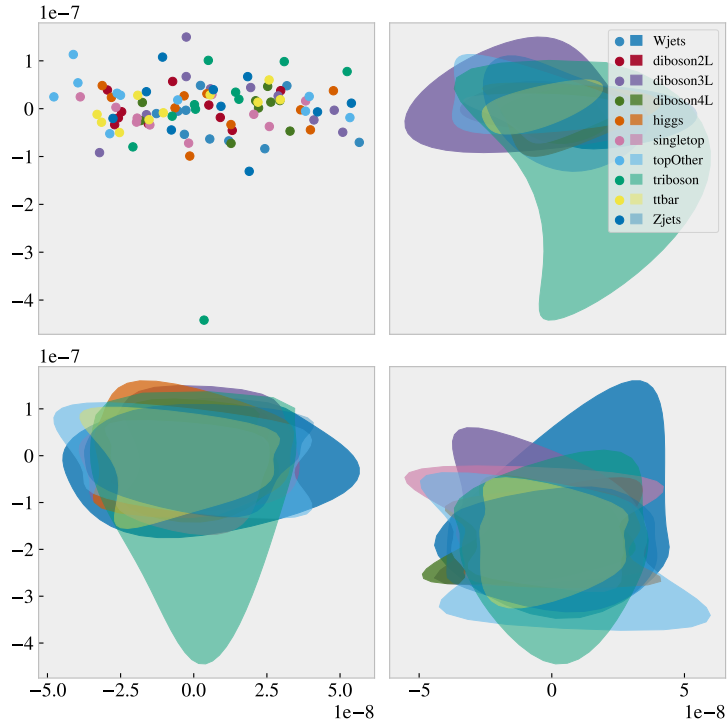 1e−7
1
0
−1
−2
−3
−4
Wjets
diboson2L
diboson3L
diboson4L
higgs
singletop
topOther
triboson
ttbar
Zjets
1e−7
1
0
−1
−2
−3
−4
−5.0 −2.5 0.0 2.5 5.0
1e−8
−5 0 5
1e−8